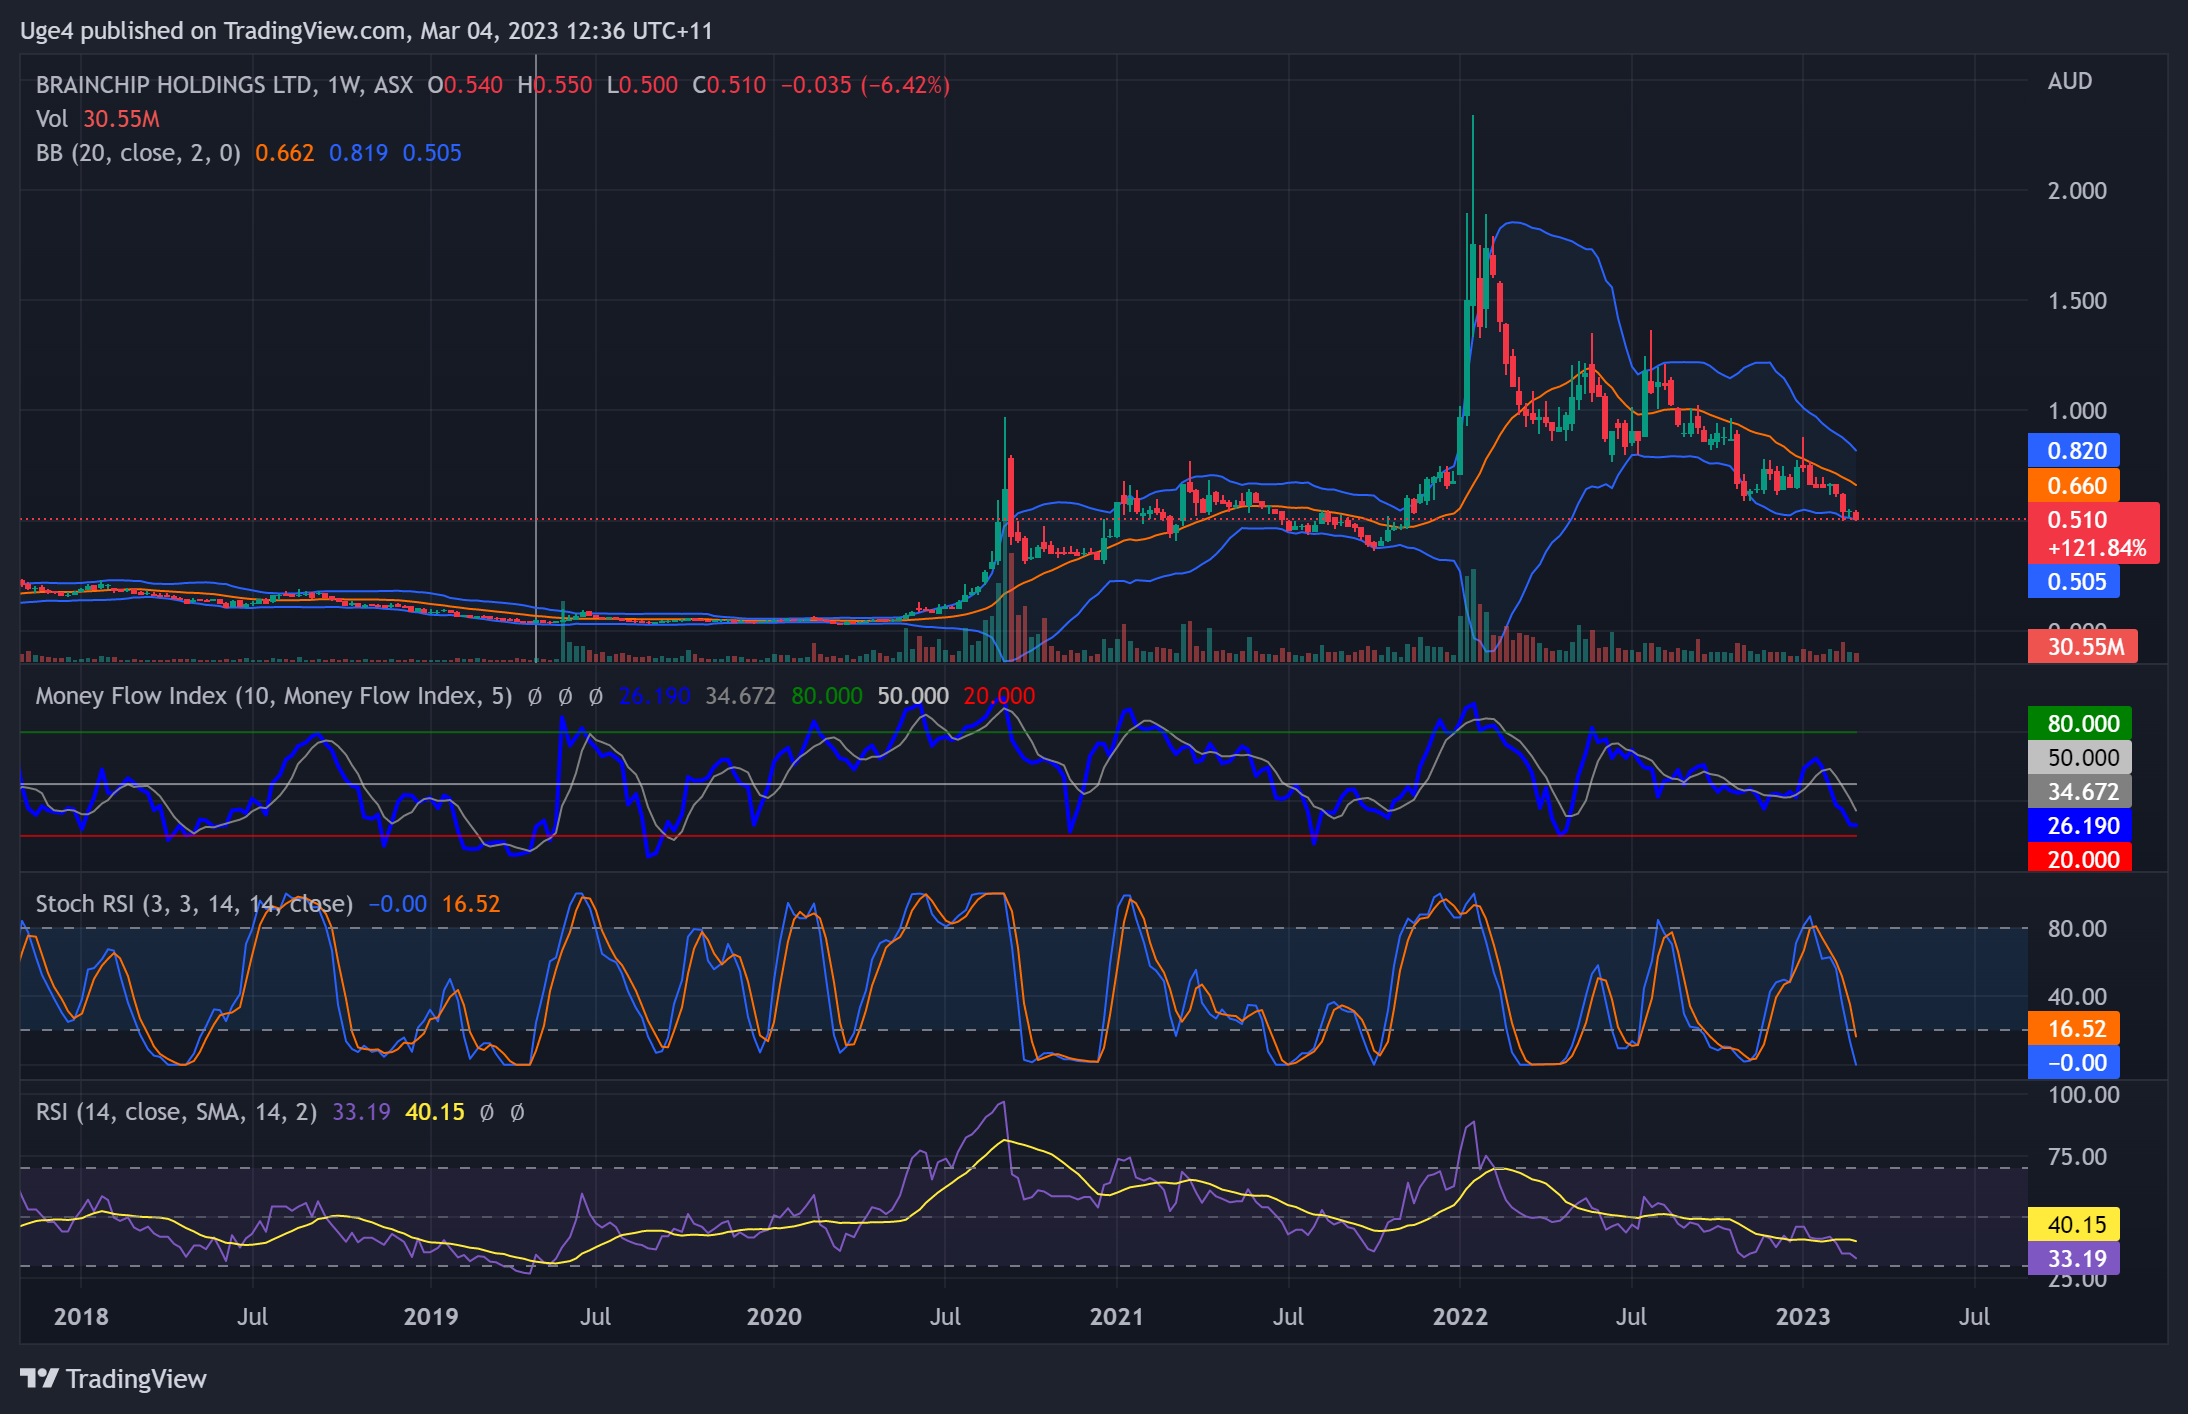 Uge4 published on TradingView.com, Mar 04, 2023 12:36 UTC+11
BRAINCHIP HOLDINGS LTD, 1W, ASX O0.540 H0.550 L0.500 C0.510 −0.035 (−6.42%)
Vol 30.55M
BB (20, close, 2, 0) 0.662 0.819 0.505
AUD
2.000
1.500
1.000
0.820
0.660
0.510
+121.84%
0.505
0.000
30.55M
Money Flow Index (10, Money Flow Index, 5) Ø Ø Ø 26.190 34.672 80.000 50.000 20.000
80.000
50.000
34.672
26.190
20.000
Stoch RSI (3, 3, 14, 14, close) −0.00 16.52
80.00
40.00
16.52
−0.00
100.00
RSI (14, close, SMA, 14, 2) 33.19 40.15 Ø Ø
75.00
40.15
33.19
25.00
2018 Jul 2019 Jul 2020 Jul 2021 Jul 2022 Jul 2023 Jul
TradingView